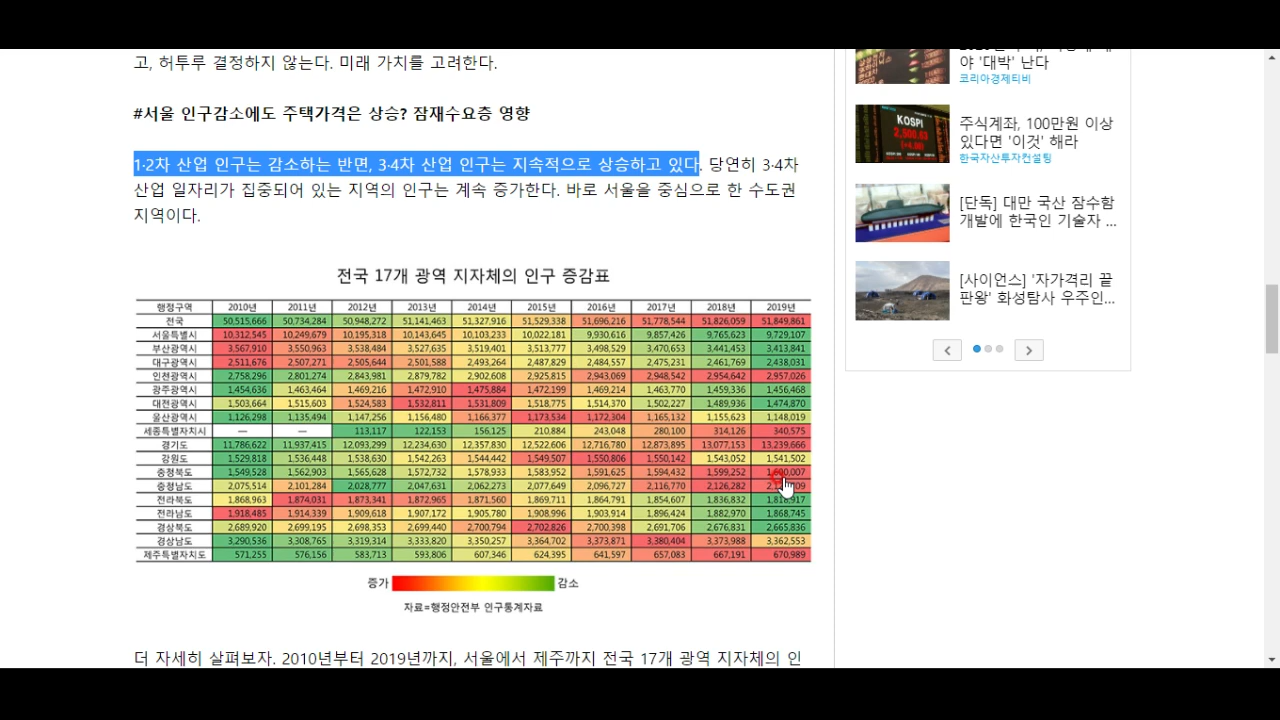 고, 허투루 결정하지 않는다. 미래 가치를 고려한다.
#서울 인구감소에도 주택가격은 상승? 잠재수요층 영향
1·2차 산업 인구는 감소하는 반면, 3·4차 산업 인구는 지속적으로 상승하고 있다. 당연히 3·4차
산업 일자리가 집중되어 있는 지역의 인구는 계속 증가한다. 바로 서울을 중심으로 한 수도권
지역이다.
전국 17개 광역 지자체의 인구 증감표
행정구역 2010년 2011년 2012년 2013년 2014년 2015년 2016년 2017년 2018년 2019년
전국 50,515,666 50,734,284 50,948,272 51,141,463 51,327,916 51,529,338 51,696,216 51,778,544 51,826,059 51,849,861
서울특별시 10,312,545 10,249,679 10,195,318 10,143,645 10,103,233 10,022,181 9,930,616 9,857,426 9,765,623 9,729,107
부산광역시 3,567,910 3,550,963 3,538,484 3,527,635 3,519,401 3,513,777 3,498,529 3,470,653 3,441,453 3,413,841
대구광역시 2,511,676 2,507,271 2,505,644 2,501,588 2,493,264 2,487,829 2,484,557 2,475,231 2,461,769 2,438,031
인천광역시 2,758,296 2,801,274 2,843,981 2,879,782 2,902,608 2,925,815 2,943,069 2,948,542 2,954,642 2,957,026
광주광역시 1,454,636 1,463,464 1,469,216 1,472,910 1,475,884 1,472,199 1,469,214 1,463,770 1,459,336 1,456,468
대전광역시 1,503,664 1,515,603 1,524,583 1,532,811 1,531,809 1,518,775 1,514,370 1,502,227 1,489,936 1,474,870
울산광역시 1,126,298 1,135,494 1,147,256 1,156,480 1,166,377 1,173,534 1,172,304 1,165,132 1,155,623 1,148,019
세종특별자치시 — — 113,117 122,153 156,125 210,884 243,048 280,100 314,126 340,575
경기도 11,786,622 11,937,415 12,093,299 12,234,630 12,357,830 12,522,606 12,716,780 12,873,895 13,077,153 13,239,666
강원도 1,529,818 1,536,448 1,538,630 1,542,263 1,544,442 1,549,507 1,550,806 1,550,142 1,543,052 1,541,502
충청북도 1,549,528 1,562,903 1,565,628 1,572,732 1,578,933 1,583,952 1,591,625 1,594,432 1,599,252
충청남도 2,075,514 2,101,284 2,028,777 2,047,631 2,062,273 2,077,649 2,096,727 2,116,770 2,126,282
전라북도 1,868,963 1,874,031 1,873,341 1,872,965 1,871,560 1,869,711 1,864,791 1,854,607 1,836,832 1,818,917
전라남도 1,918,485 1,914,339 1,909,618 1,907,172 1,905,780 1,908,996 1,903,914 1,896,424 1,882,970 1,868,745
경상북도 2,689,920 2,699,195 2,698,353 2,699,440 2,700,794 2,702,826 2,700,398 2,691,706 2,676,831 2,665,836
경상남도 3,290,536 3,308,765 3,319,314 3,333,820 3,350,257 3,364,702 3,373,871 3,380,404 3,373,988 3,362,553
제주특별자치도 571,255 576,156 583,713 593,806 607,346 624,395 641,597 657,083 667,191 670,989
증가 감소
자료=행정안전부 인구통계자료
더 자세히 살펴보자. 2010년부터 2019년까지, 서울에서 제주까지 전국 17개 광역 지자체의 인
야 '대박' 난다
코리아경제티비
KOSPI
주식계좌, 100만원 이상
있다면 '이것' 해라
한국자산투자컨설팅
[단독] 대만 국산 잠수함
개발에 한국인 기술자 ...
[사이언스] '자가격리 끝
판왕' 화성탐사 우주인...